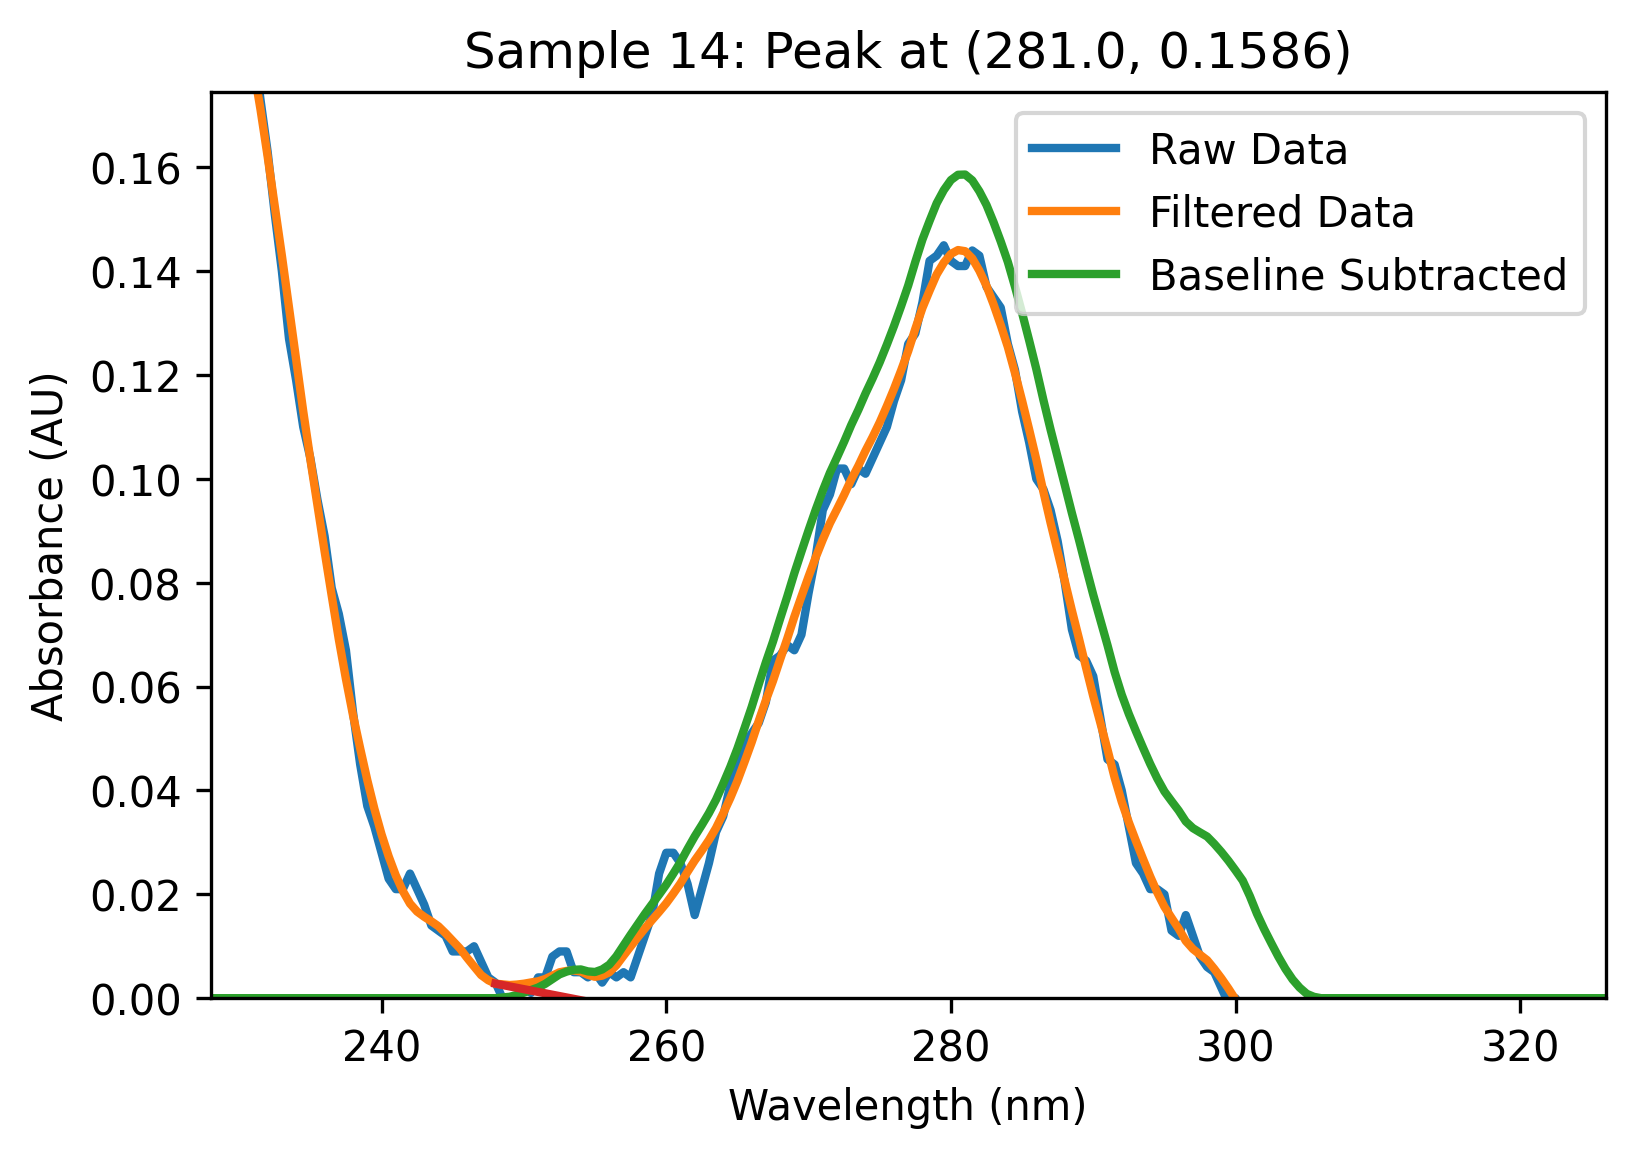 Sample 14: Peak at (281.0, 0.1586)
Raw Data
Filtered Data
Baseline Subtracted
0.16
0.14
0.12
0.10
0.08
0.06
0.04
0.02
0.00
Absorbance (AU)
240 260 280 300 320
Wavelength (nm)